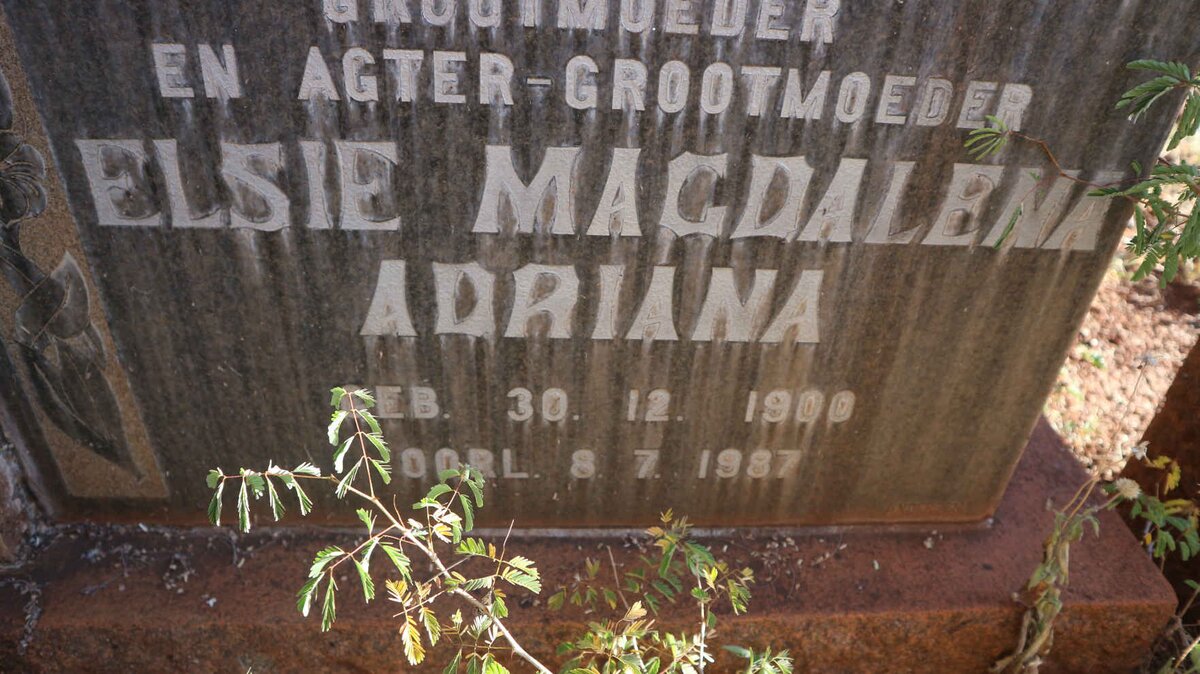 GROOTMOEDER
EN AGTER-GROOTMOEDER
ELSIE MAGDALENA
ADRIANA
EB. 30. 12. 1900
OORL. 8. 7. 1987